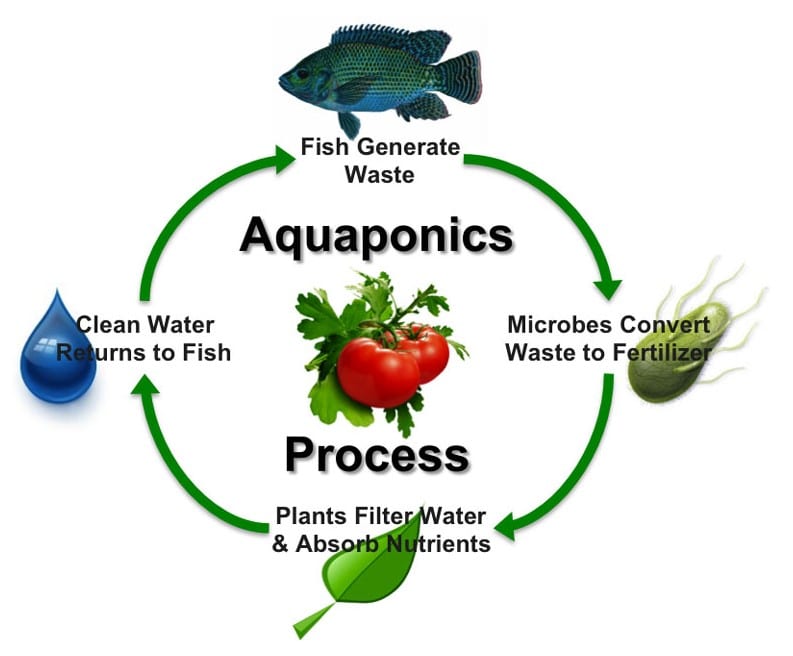 Fish Generate
Waste
Aquaponics
Microbes Convert
Waste to Fertilizer
Process
Plants Filter Water
& Absorb Nutrients
Clean Water
Returns to Fish